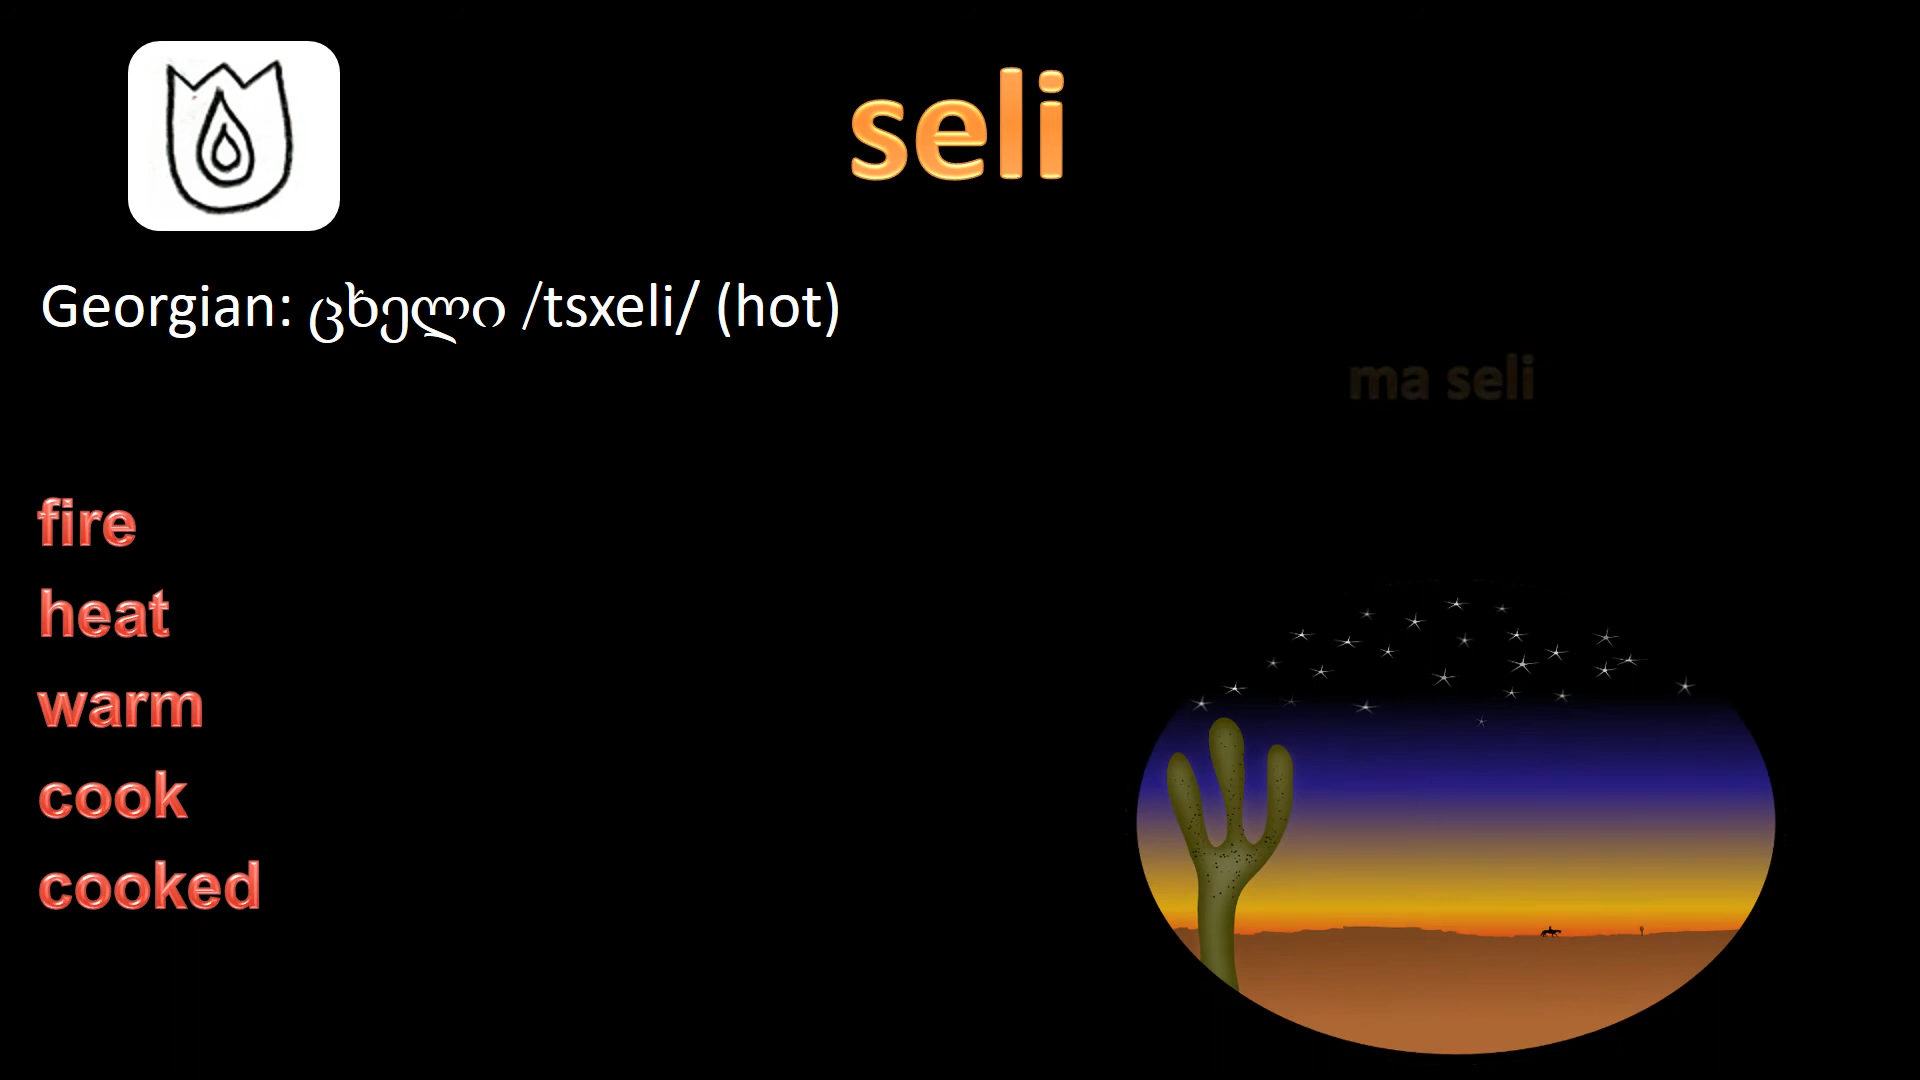 seli
Georgian: ცხელი /tsxeli/ (hot)
ma seli
fire
heat
warm
cook
cooked